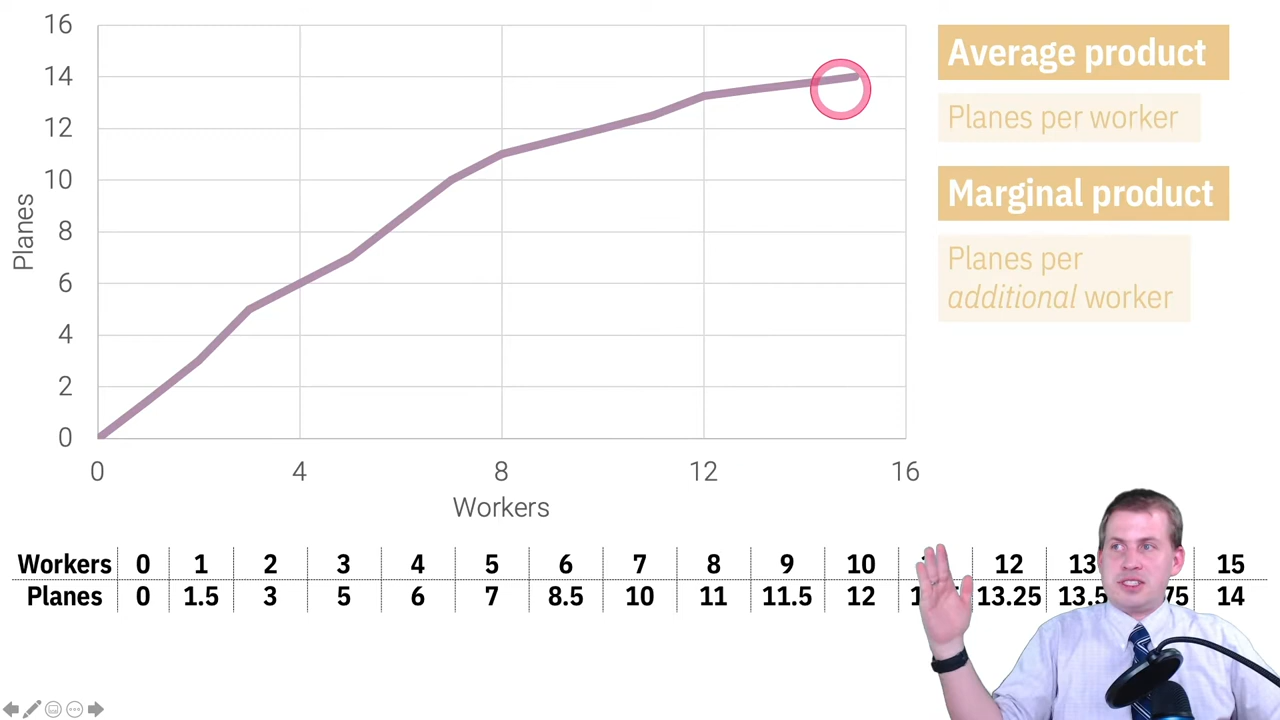 16
14
12
10
8
6
4
2
0
Planes
0 4 8 12 16
Workers
Average product
Planes per worker
Marginal product
Planes per
additional worker
Workers 0 1 2 3 4 5 6 7 8 9 10 12 13 15
Planes 0 1.5 3 5 6 7 8.5 10 11 11.5 12 13.25 13.5 14